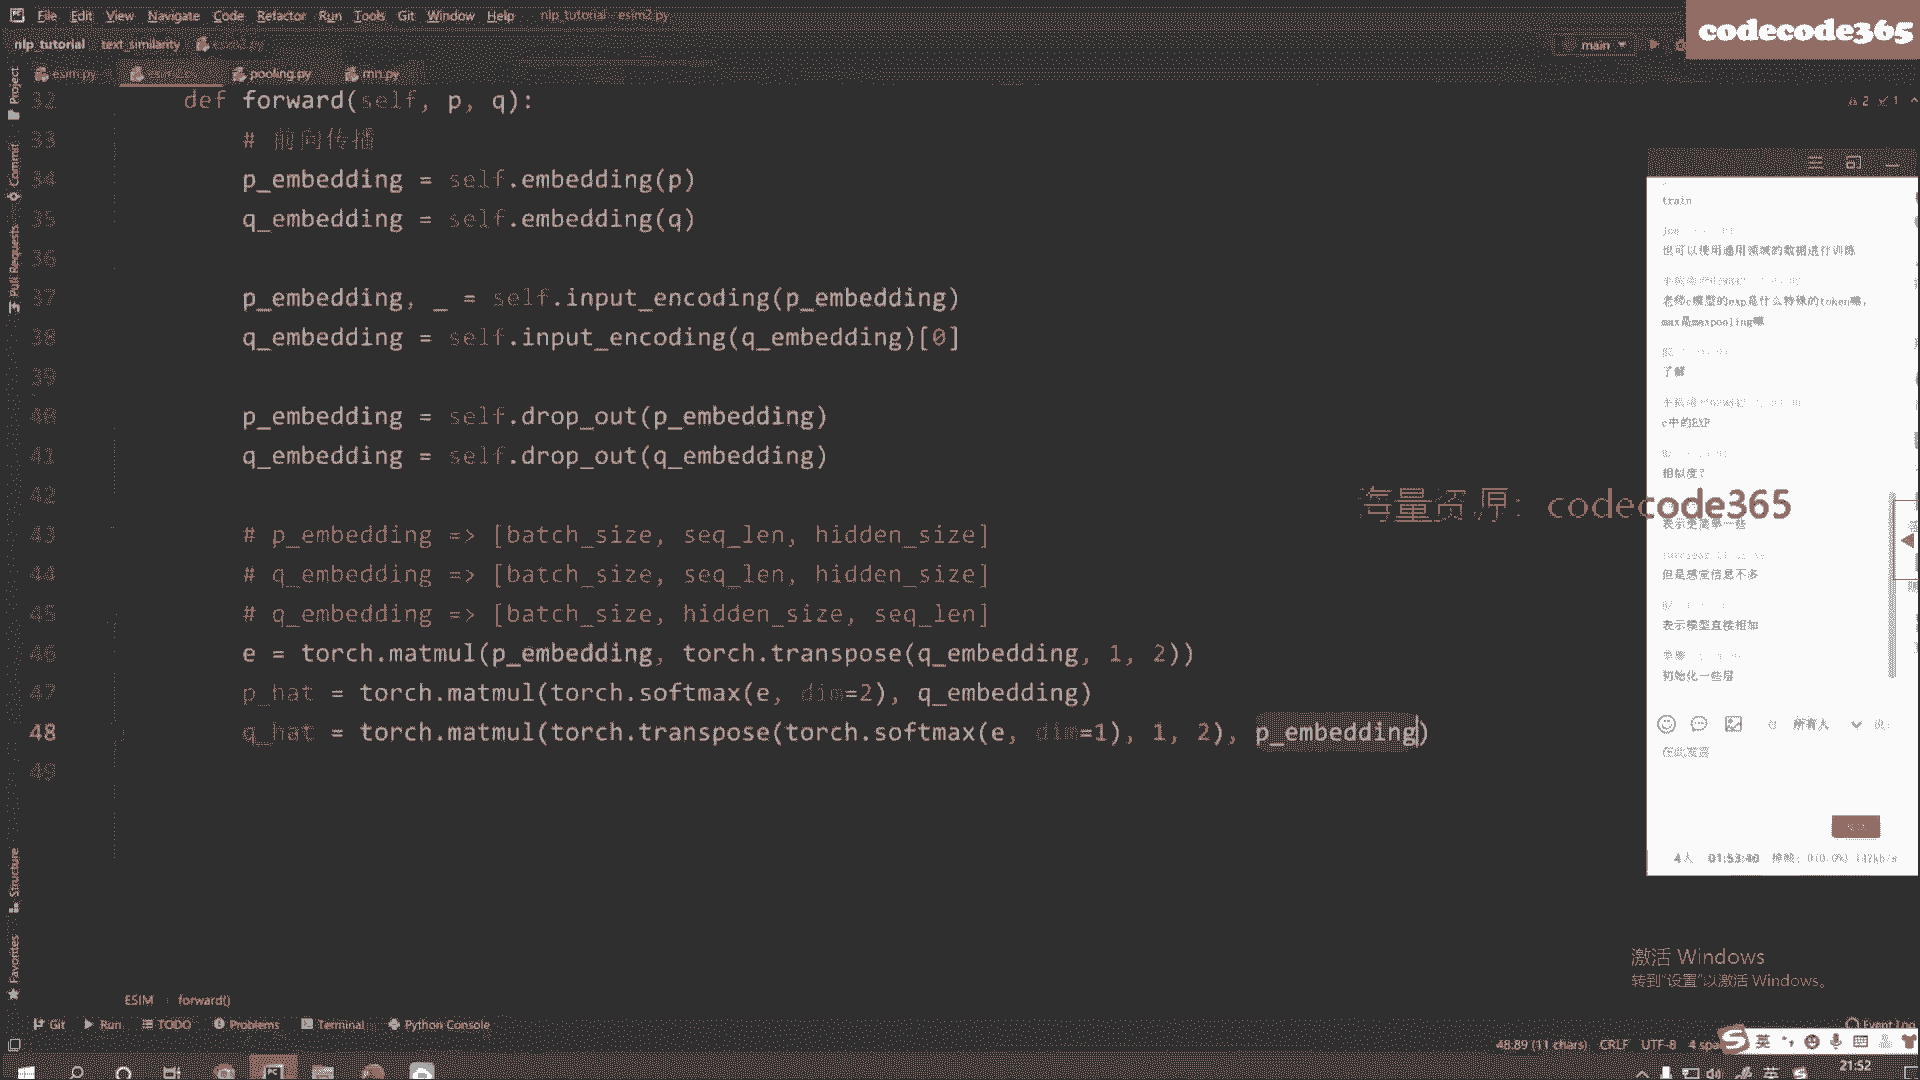 File Edit View Navigate Code Refactor Run Tools Git Window Help nlp_tutorial - esim2.py
codecode365
nlp_tutorial text_similarity esim2.py
main
esim.py esim2.py pooling.py rnn.py
Project
Commit
Pull Requests
Structure
Favorites
2 1
32 def forward(self, p, q):
33 # 前向传播
34 p_embedding = self.embedding(p)
35 q_embedding = self.embedding(q)
36
37 p_embedding, _ = self.input_encoding(p_embedding)
38 q_embedding = self.input_encoding(q_embedding)[0]
39
40 p_embedding = self.drop_out(p_embedding)
41 q_embedding = self.drop_out(q_embedding)
42
43 # p_embedding => [batch_size, seq_len, hidden_size]
44 # q_embedding => [batch_size, seq_len, hidden_size]
45 # q_embedding => [batch_size, hidden_size, seq_len]
46 e = torch.matmul(p_embedding, torch.transpose(q_embedding, 1, 2))
47 p_hat = torch.matmul(torch.softmax(e, dim=2), q_embedding)
48 q_hat = torch.matmul(torch.transpose(torch.softmax(e, dim=1), 1, 2), p_embedding)
49
train
也可以使用通用领域的数据进行训练
老师c模型的exp是什么特殊的token嘛,
max是maxpooling嘛
了解
c中的EXP
相似度?
海量资源：codecode365
表示更简单一些
但是感觉信息不多
表示模型直接相加
初始化一些层
所有人
在此发言
4人 01:53:40
激活 Windows
转到“设置”以激活 Windows。
ESIM forward()
Git Run TODO Problems Terminal Python Console
Event Log
48:89 (11 chars) CRLF UTF-8 4 spa
英
英
21:52